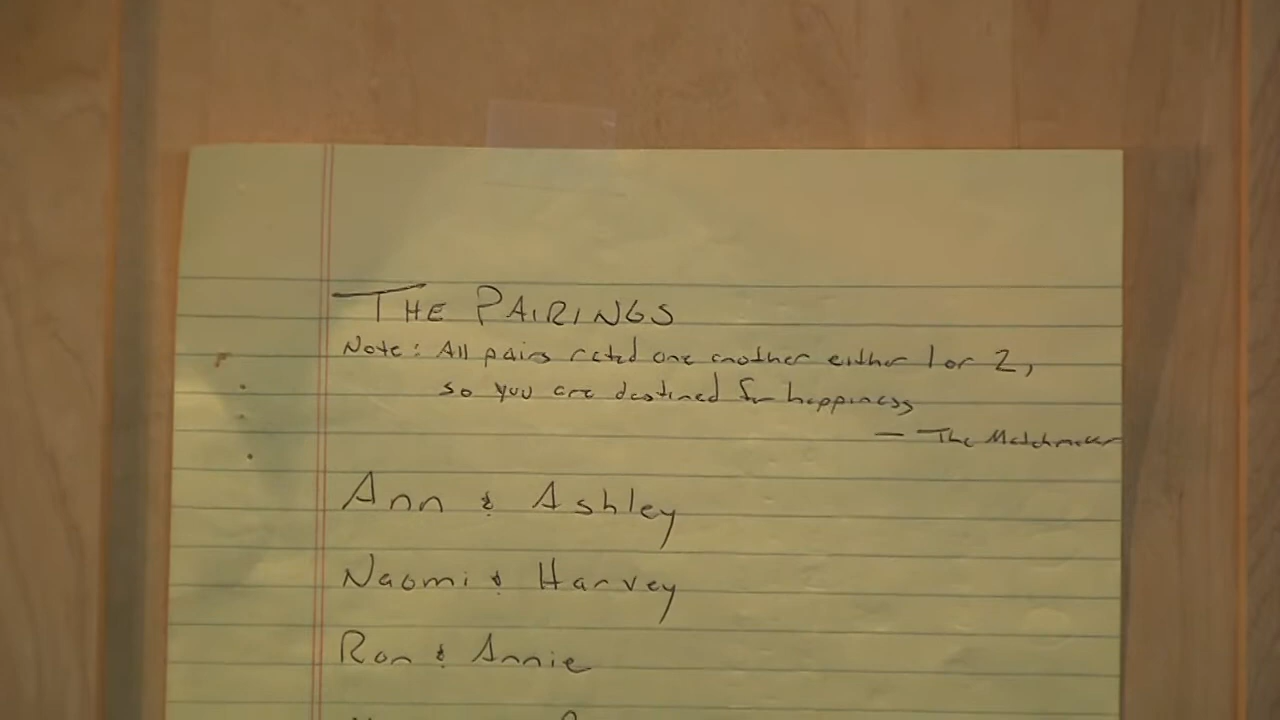 THE PAIRINGS
Note: All pairs rated one another either 1 or 2,
so you are destined for happiness
— The Matchmaker
Ann & Ashley
Naomi & Harvey
Ron & Annie